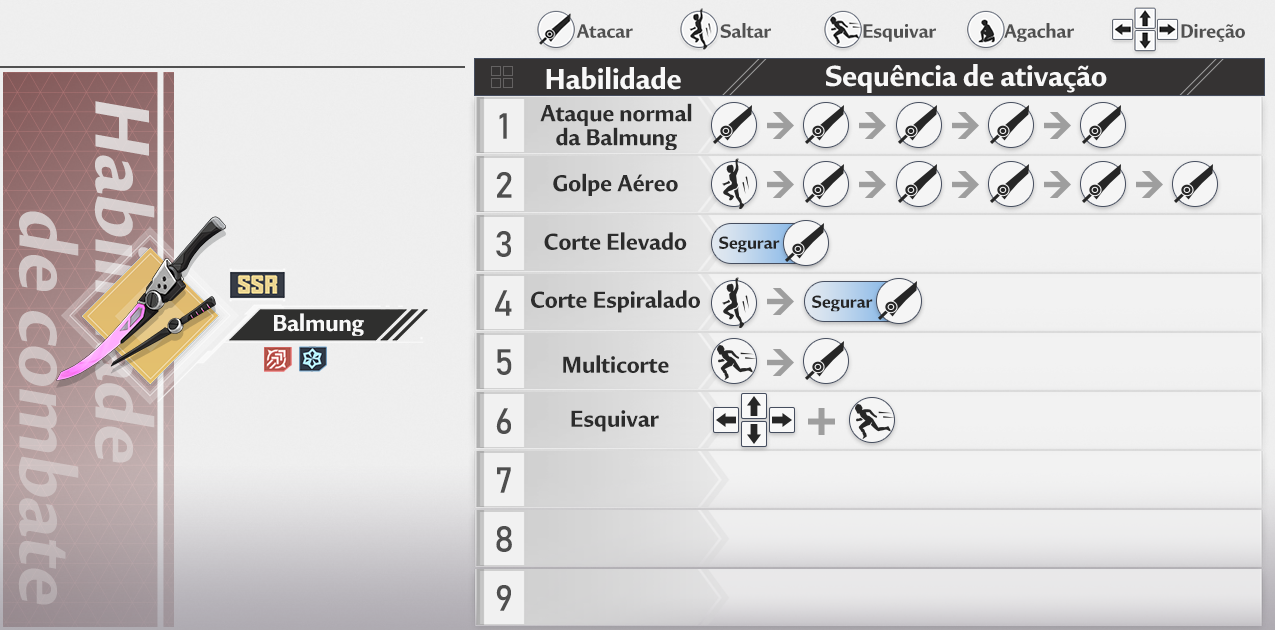 Atacar
Saltar
Esquivar
Agachar
Direção
Habilidade
de combate
SSR
Balmung
Habilidade
Sequência de ativação
1
Ataque normal
da Balmung
2
Golpe Aéreo
3
Corte Elevado
Segurar
4
Corte Espiralado
Segurar
5
Multicorte
6
Esquivar
7
8
9